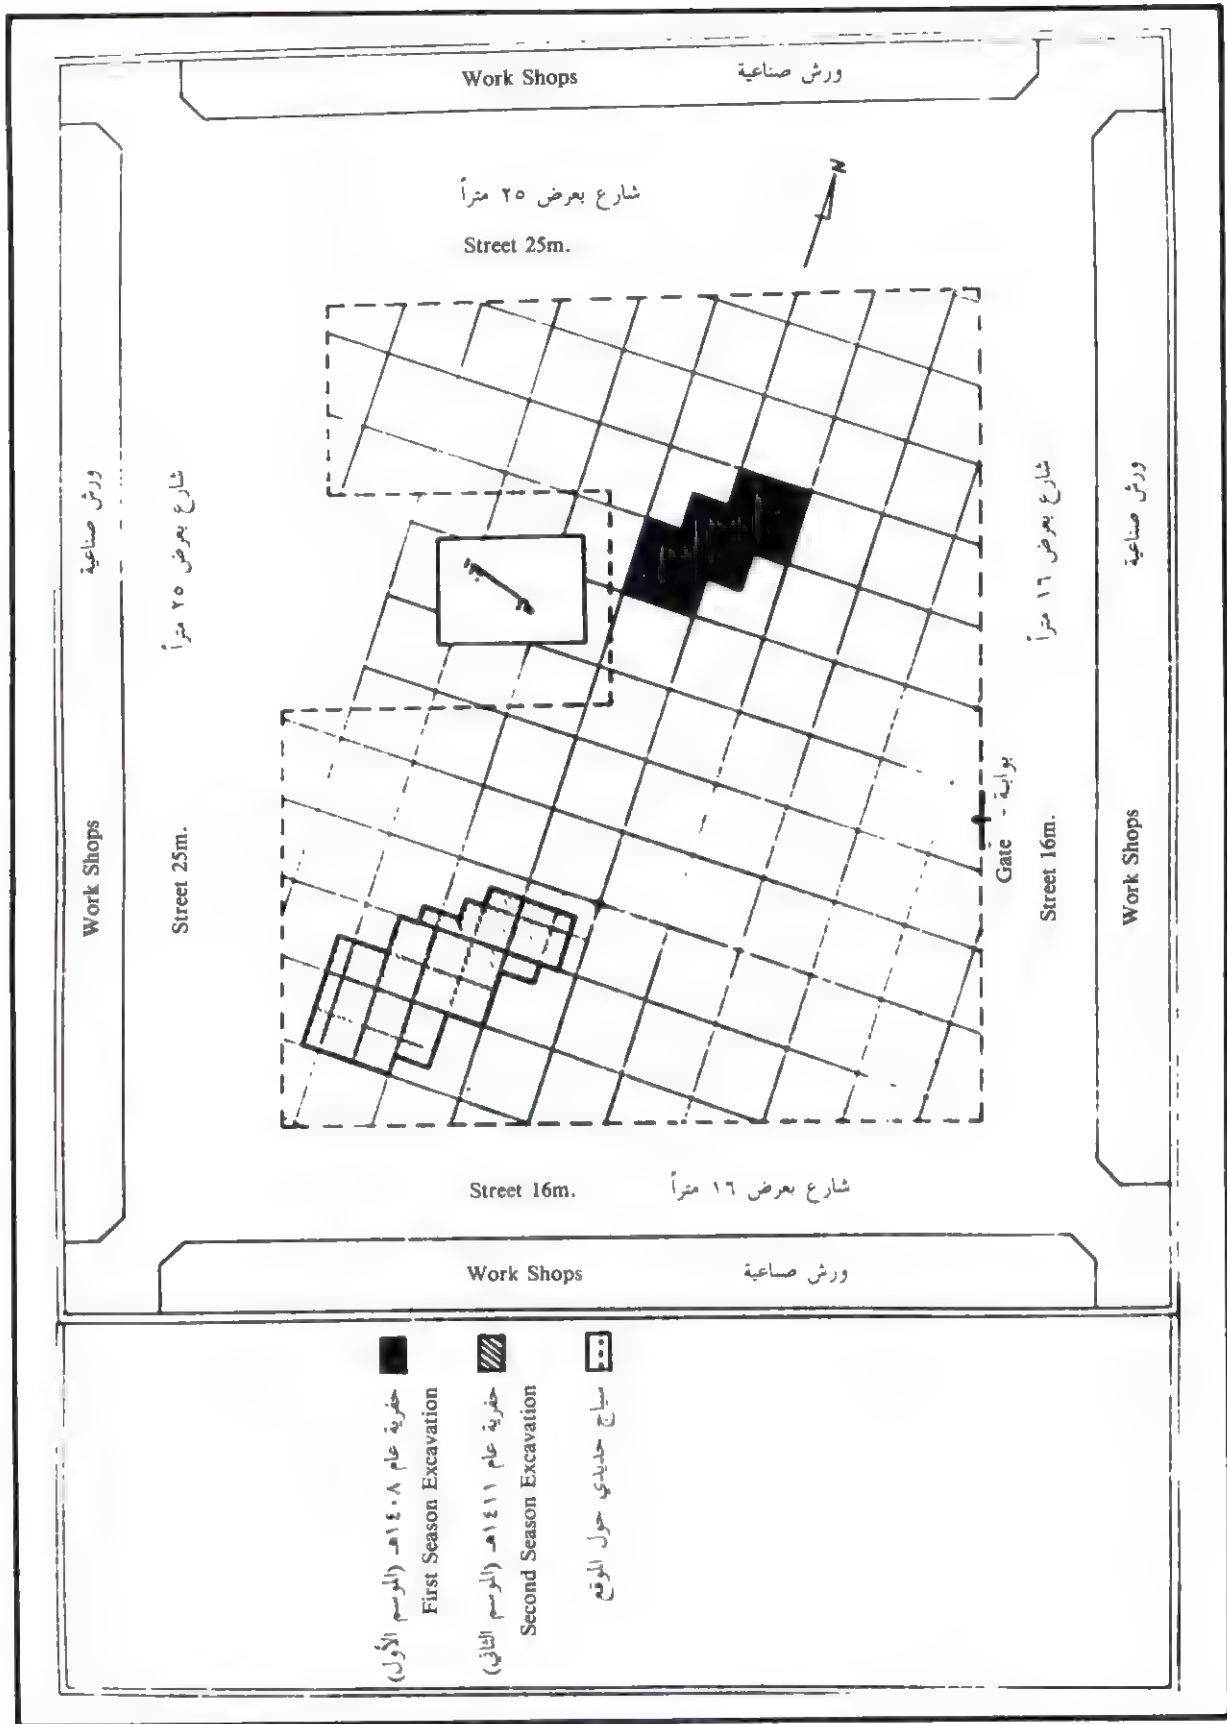 Work Shops ورش صناعية
شارع بعرض ٢٥ متراً
Street 25m.
N
ورش صناعية
Work Shops
شارع بعرض ٢٥ متراً
Street 25m.
شارع بعرض ١٦ متراً
Street 16m.
ورش صناعية
Work Shops
بوابة -
Gate
Street 16m. شارع بعرض ١٦ متراً
Work Shops ورش صناعية
حفرية عام ١٤٠٨هـ (الموسم الأول)
First Season Excavation
حفرية عام ١٤١١هـ (الموسم الثاني)
Second Season Excavation
سياج حديدي حول الموقع